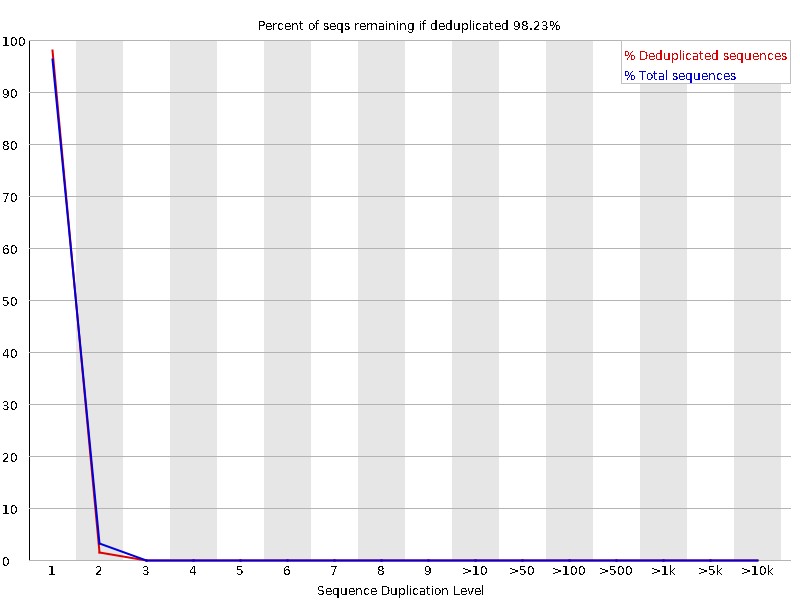 Percent of seqs remaining if deduplicated 98.23%
% Deduplicated sequences
% Total sequences
100
90
80
70
60
50
40
30
20
10
0
1 2 3 4 5 6 7 8 9 >10 >50 >100 >500 >1k >5k >10k
Sequence Duplication Level